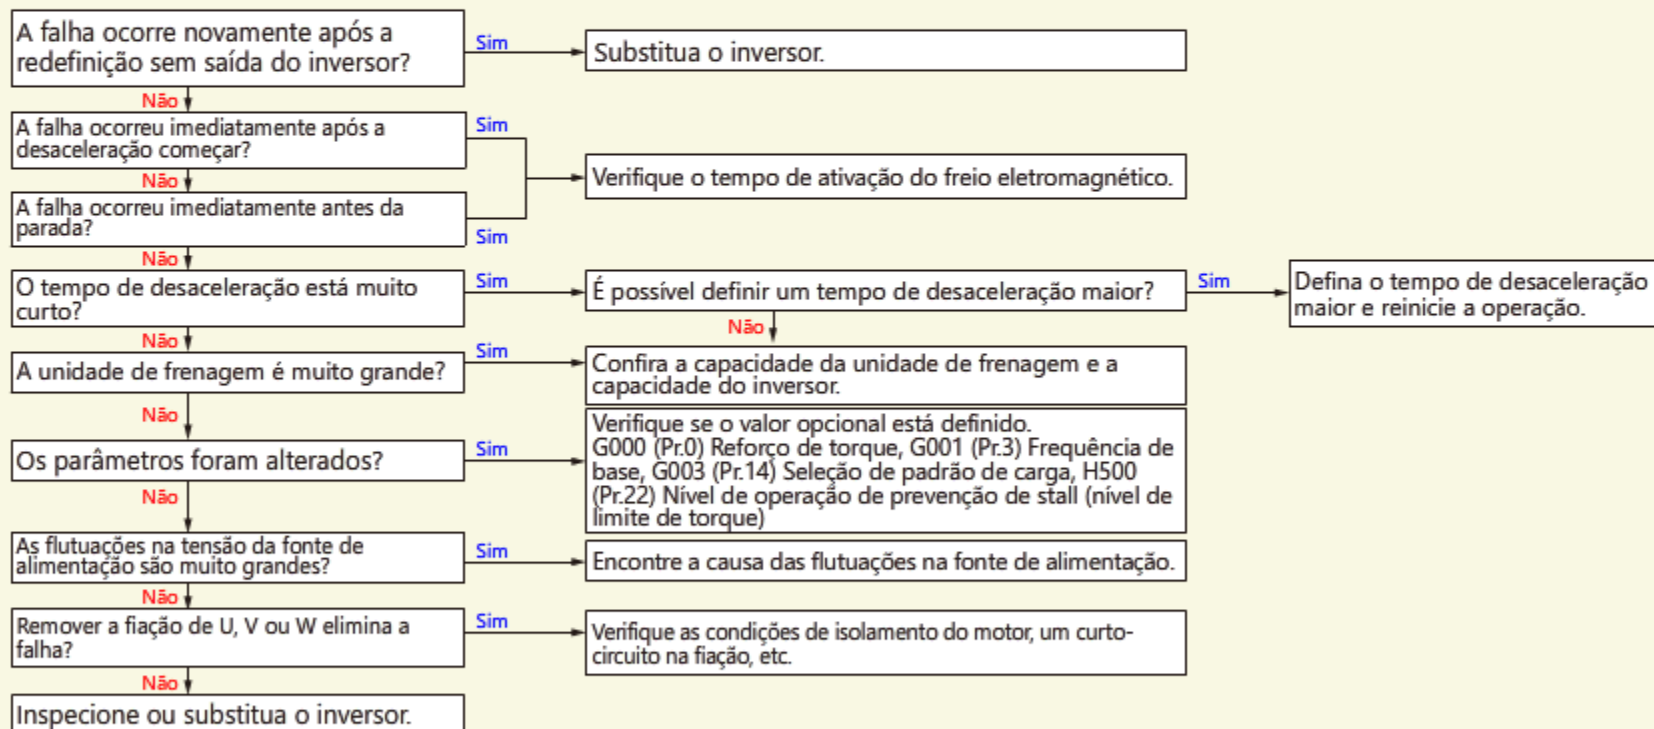 A falha ocorre novamente após a
redefinição sem saída do inversor?
Sim
Substitua o inversor.
Não
A falha ocorreu imediatamente após a
desaceleração começar?
Sim
Verifique o tempo de ativação do freio eletromagnético.
Não
A falha ocorreu imediatamente antes da
parada?
Sim
Não
O tempo de desaceleração está muito
curto?
Sim
É possível definir um tempo de desaceleração maior?
Sim
Defina o tempo de desaceleração
maior e reinicie a operação.
Não
Não
A unidade de frenagem é muito grande?
Sim
Confira a capacidade da unidade de frenagem e a
capacidade do inversor.
Não
Os parâmetros foram alterados?
Sim
Verifique se o valor opcional está definido.
G000 (Pr.0) Reforço de torque, G001 (Pr.3) Frequência de
base, G003 (Pr.14) Seleção de padrão de carga, H500
(Pr.22) Nível de operação de prevenção de stall (nível de
limite de torque)
Não
As flutuações na tensão da fonte de
alimentação são muito grandes?
Sim
Encontre a causa das flutuações na fonte de alimentação.
Não
Remover a fiação de U, V ou W elimina a
falha?
Sim
Verifique as condições de isolamento do motor, um curto-
circuito na fiação, etc.
Não
Inspecione ou substitua o inversor.